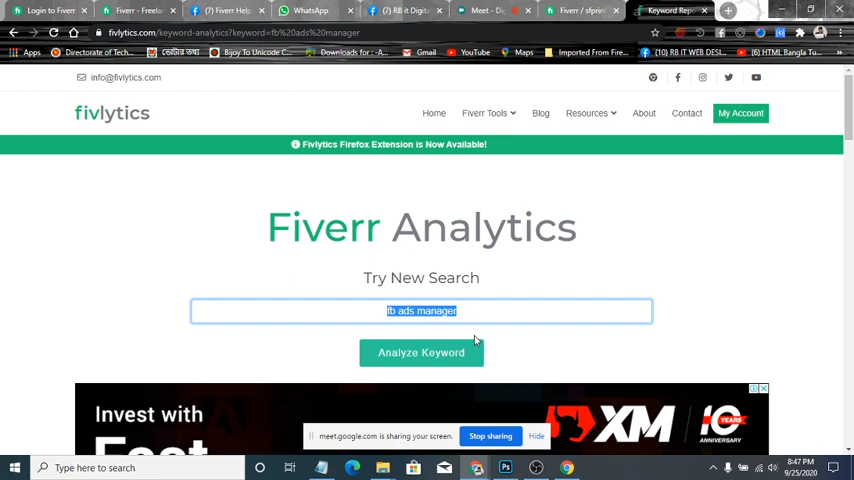 Login to Fiverr
Fiverr - Freelan
(7) Fiverr Help
WhatsApp
(7) RB it Digita
Meet -
Fiverr / sfprin
Keyword Rep
fivlytics.com/keyword-analytics?keyword=fb%20ads%20manager
Apps
Directorate of Tech...
ভোটার তথ্য
Bijoy To Unicode C...
Downloads for : -A...
Gmail
YouTube
Maps
Imported From Fire...
(10) RB IT WEB DESI...
(6) HTML Bangla Tu...
info@fivlytics.com
fivlytics
Home
Fiverr Tools
Blog
Resources
About
Contact
My Account
Fivlytics Firefox Extension is Now Available!
Fiverr Analytics
Try New Search
fb ads manager
Analyze Keyword
Invest with
XM
10
YEARS
ANNIVERSARY
meet.google.com is sharing your screen.
Stop sharing
Hide
Type here to search
8:47 PM
9/25/2020